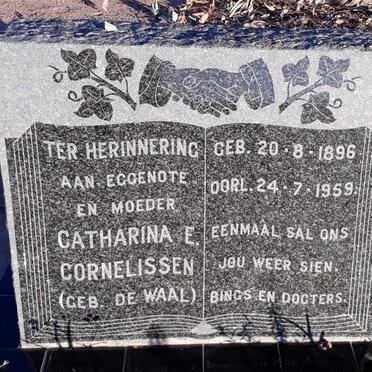 TER HERINNERING
AAN EGGENOTE
EN MOEDER
CATHARINA E.
CORNELISSEN
(GEB. DE WAAL)
GEB. 20-8-1896
OORL. 24-7-1959.
EENMAAL SAL ONS
JOU WEER SIEN.
BINGS EN DOGTERS.